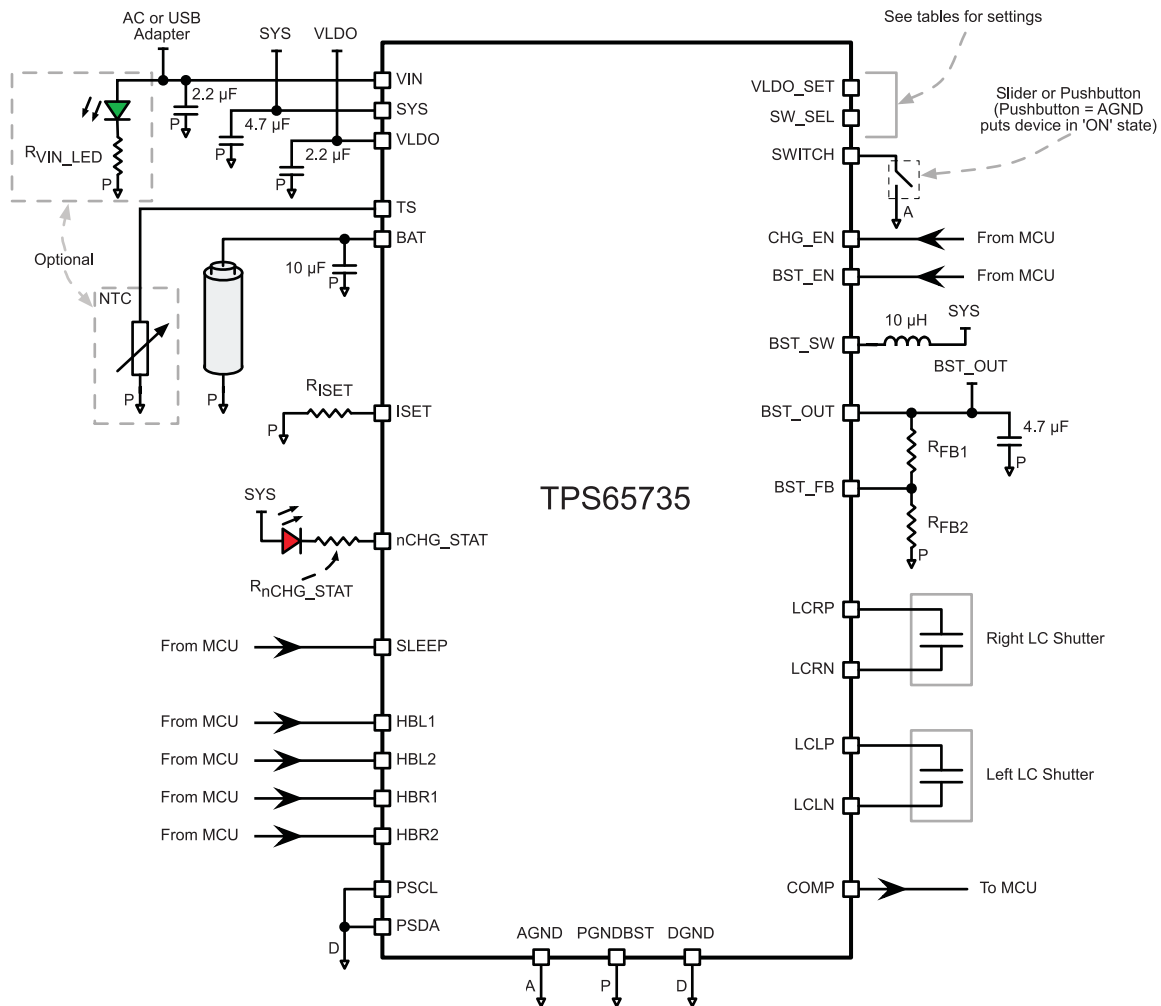 AC or USB
Adapter
SYS
VLDO
See tables for settings
VIN
VLDO_SET
2.2 µF
P
SYS
SW_SEL
4.7 µF
P
Slider or Pushbutton
(Pushbutton = AGND
puts device in 'ON' state)
RVIN_LED
P
VLDO
2.2 µF
P
SWITCH
A
TS
BAT
CHG_EN
From MCU
Optional
10 µF
P
BST_EN
From MCU
NTC
P
P
10 µH
SYS
BST_SW
BST_OUT
RISET
P
ISET
BST_OUT
RFB1
4.7 µF
P
TPS65735
BST_FB
RFB2
P
SYS
nCHG_STAT
RnCHG_STAT
LCRP
Right LC Shutter
From MCU
SLEEP
LCRN
From MCU
HBL1
LCLP
From MCU
HBL2
Left LC Shutter
From MCU
HBR1
LCLN
From MCU
HBR2
PSCL
COMP
To MCU
PSDA
D
AGND
PGNDBST
DGND
A
P
D